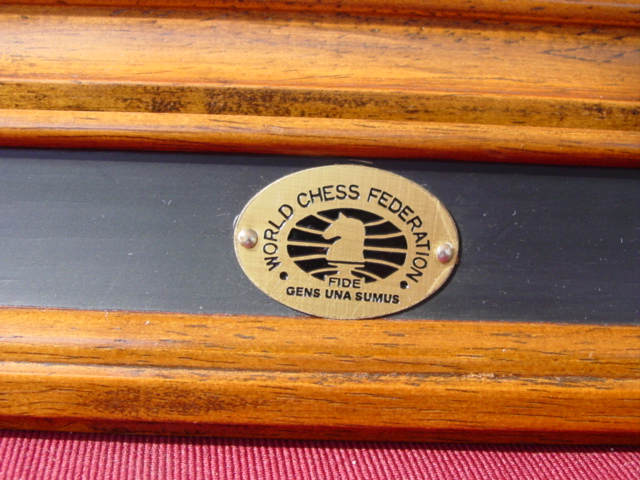 WORLD CHESS FEDERATION
FIDE
GENS UNA SUMUS